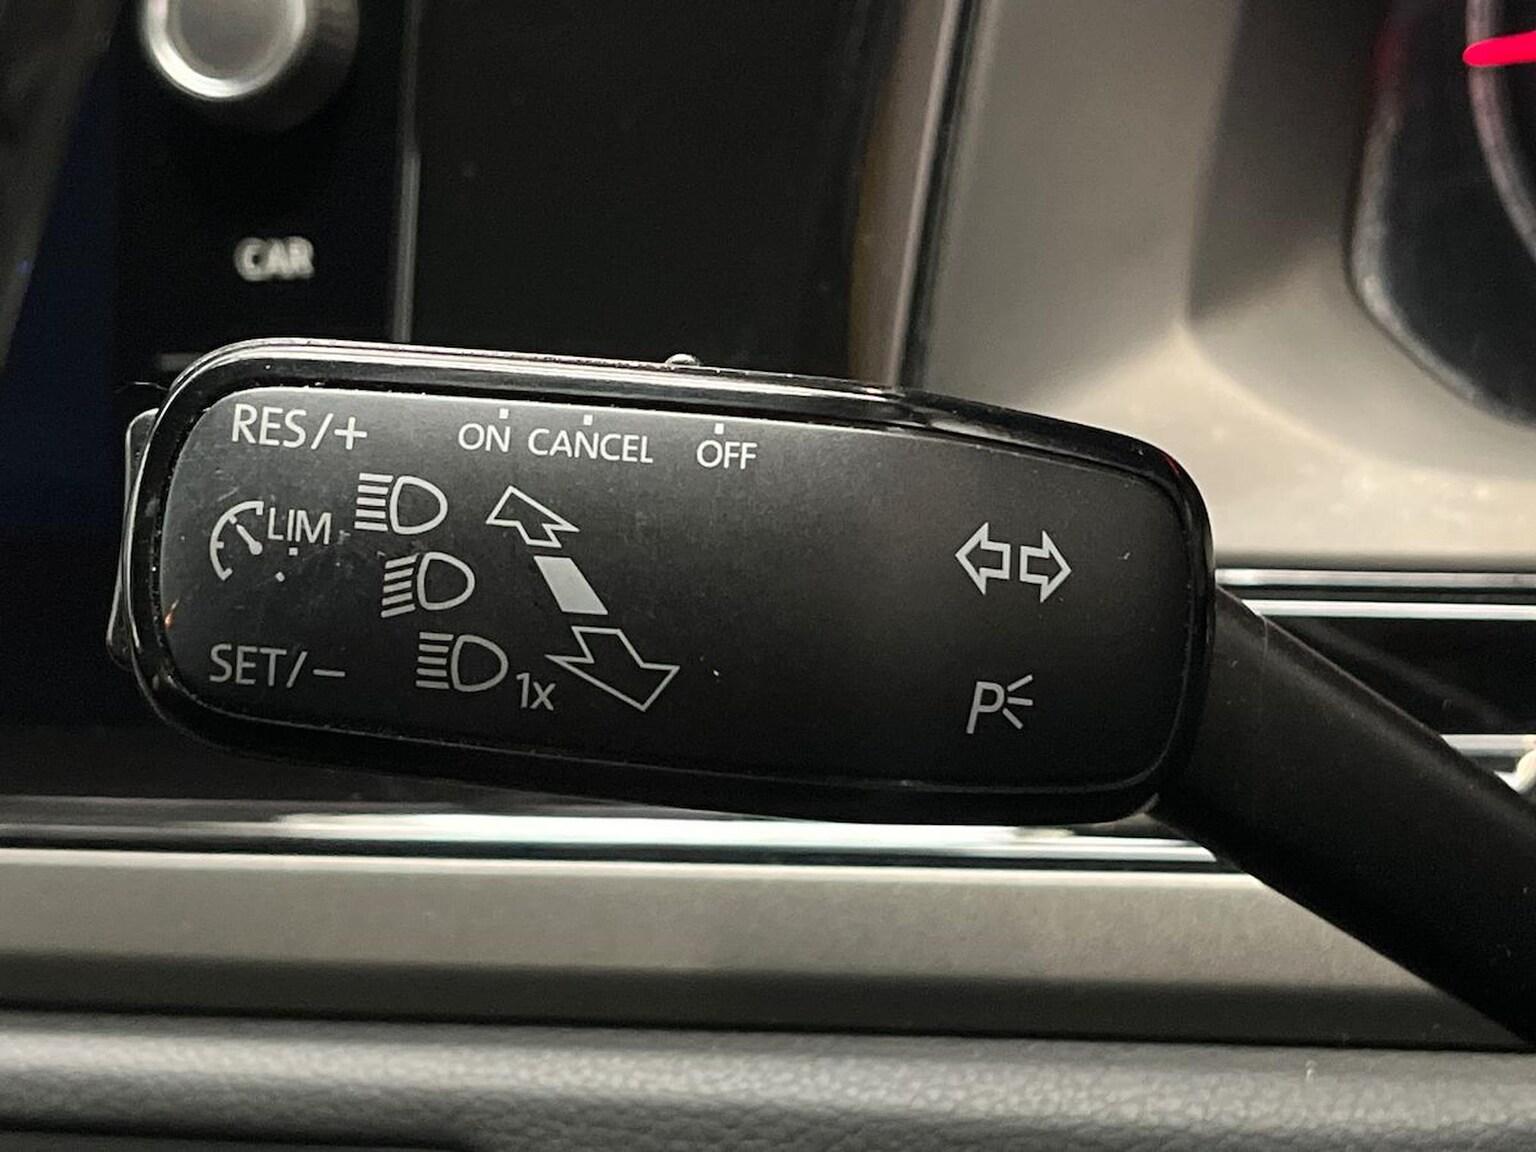 CAR
RES/+ ON CANCEL OFF
LIM
SET/− 1x
P